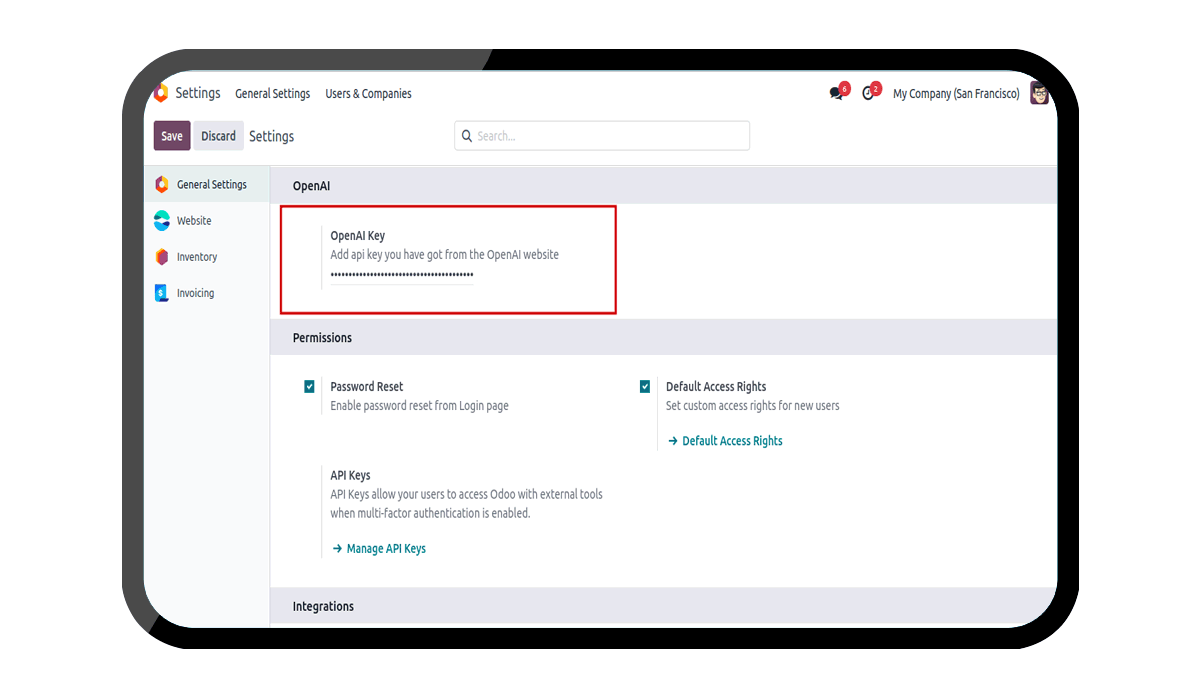 Settings General Settings Users & Companies 6 2 My Company (San Francisco)
Save Discard Settings Search...
General Settings
Website
Inventory
Invoicing
OpenAI
OpenAI Key
Add api key you have got from the OpenAI website
••••••••••••••••••••••••••••••••••••••••
Permissions
Password Reset
Enable password reset from Login page
Default Access Rights
Set custom access rights for new users
→ Default Access Rights
API Keys
API Keys allow your users to access Odoo with external tools
when multi-factor authentication is enabled.
→ Manage API Keys
Integrations